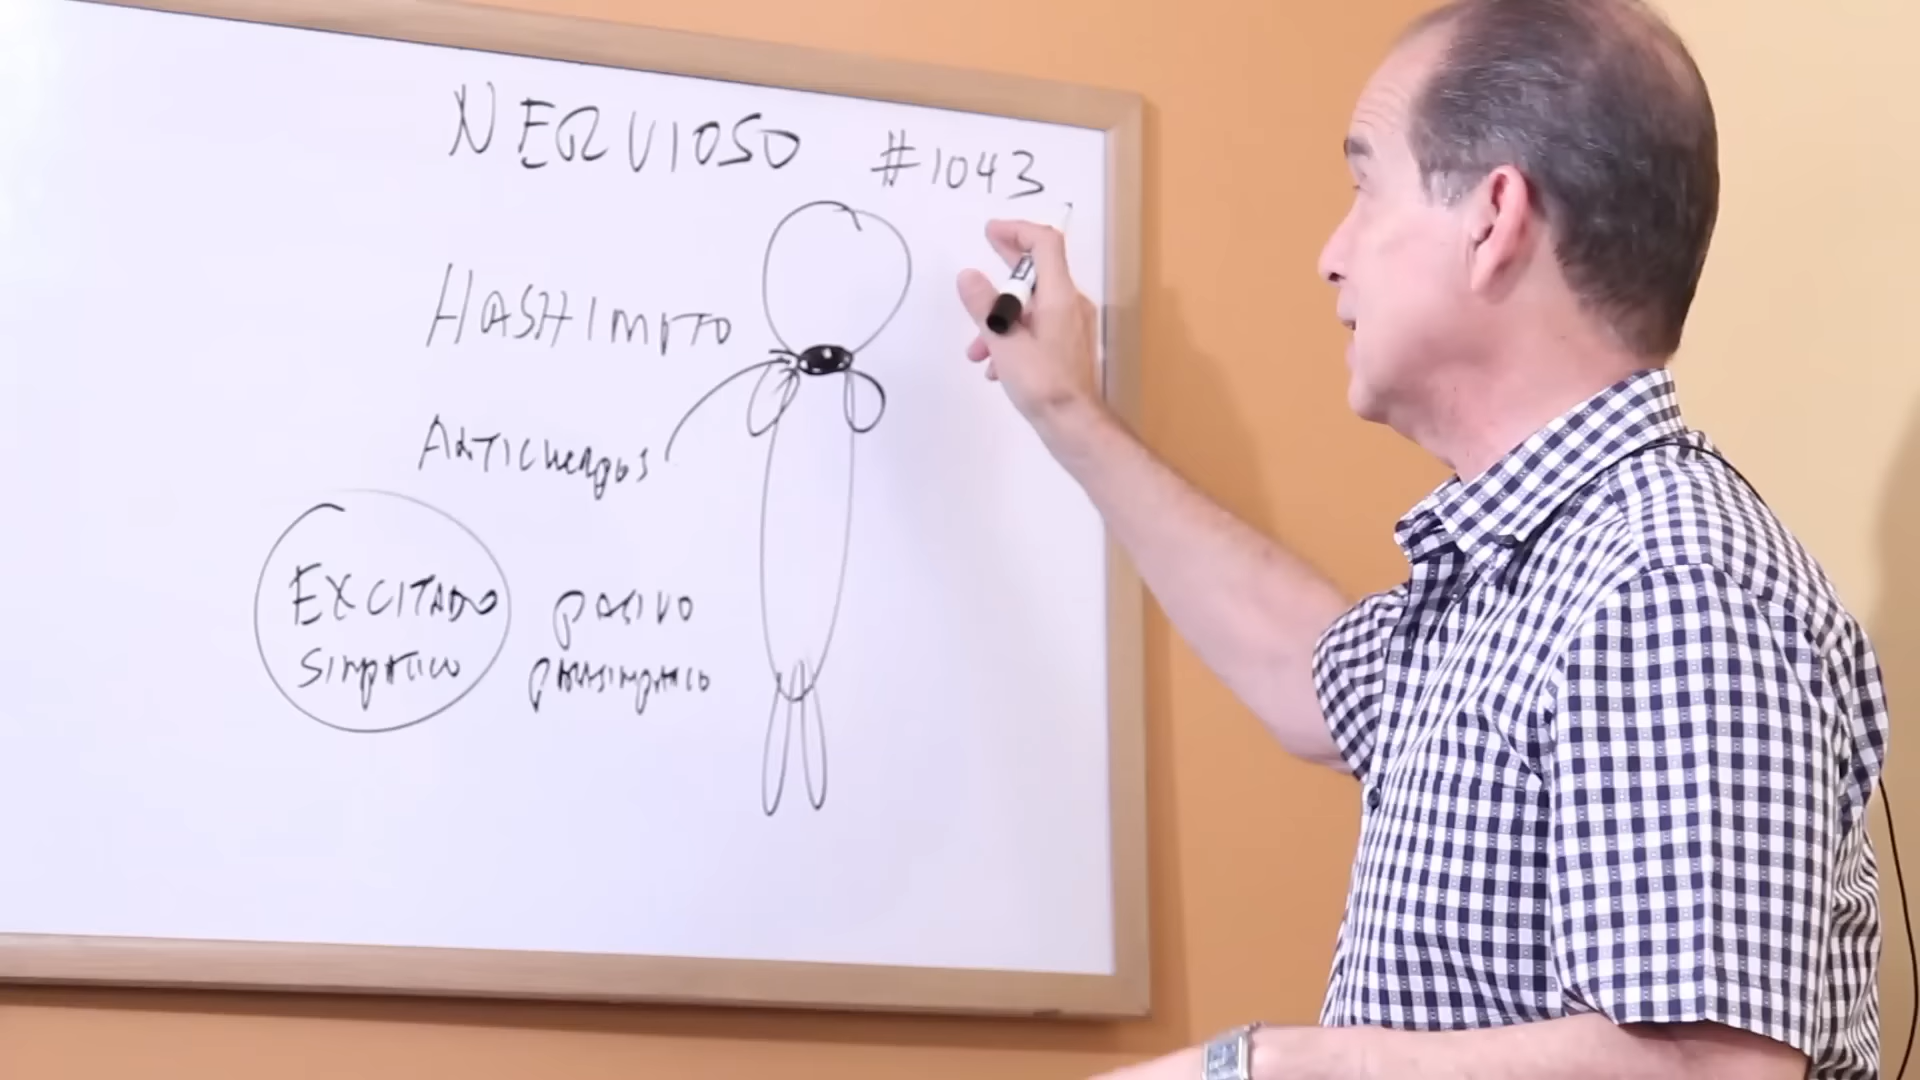 NERVIOSO #1043
HASHIMOTO
ANTICUERPOS
EXCITADO PASIVO
SIMPATICO PARASIMPATICO